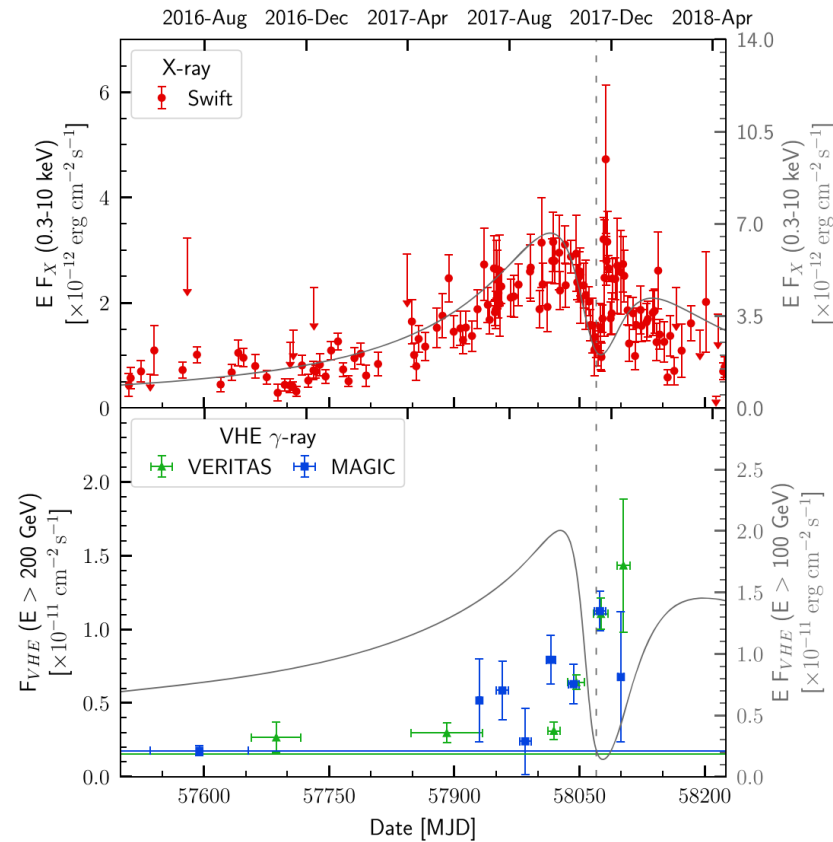 2016-Aug 2016-Dec 2017-Apr 2017-Aug 2017-Dec 2018-Apr
X-ray
Swift
E F_X (0.3-10 keV)
[×10⁻¹² erg cm⁻² s⁻¹]
6
4
2
0
14.0
10.5
7.0
3.5
0.0
E F_X (0.3-10 keV)
[×10⁻¹² erg cm⁻² s⁻¹]
VHE γ-ray
VERITAS MAGIC
F_VHE (E > 200 GeV)
[×10⁻¹¹ cm⁻² s⁻¹]
2.0
1.5
1.0
0.5
0.0
2.5
2.0
1.5
1.0
0.5
0.0
E F_VHE (E > 100 GeV)
[×10⁻¹¹ erg cm⁻² s⁻¹]
57600 57750 57900 58050 58200
Date [MJD]